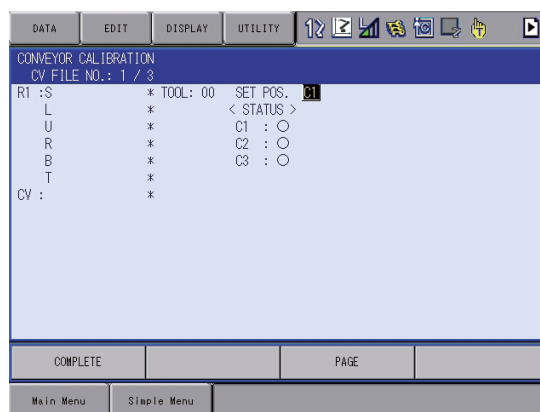 DATA EDIT DISPLAY UTILITY
CONVEYOR CALIBRATION
CV FILE NO.: 1 / 3
R1 :S * TOOL: 00 SET POS. C1
L * < STATUS >
U * C1 : ○
R * C2 : ○
B * C3 : ○
T *
CV : *
COMPLETE PAGE
Main Menu Simple Menu